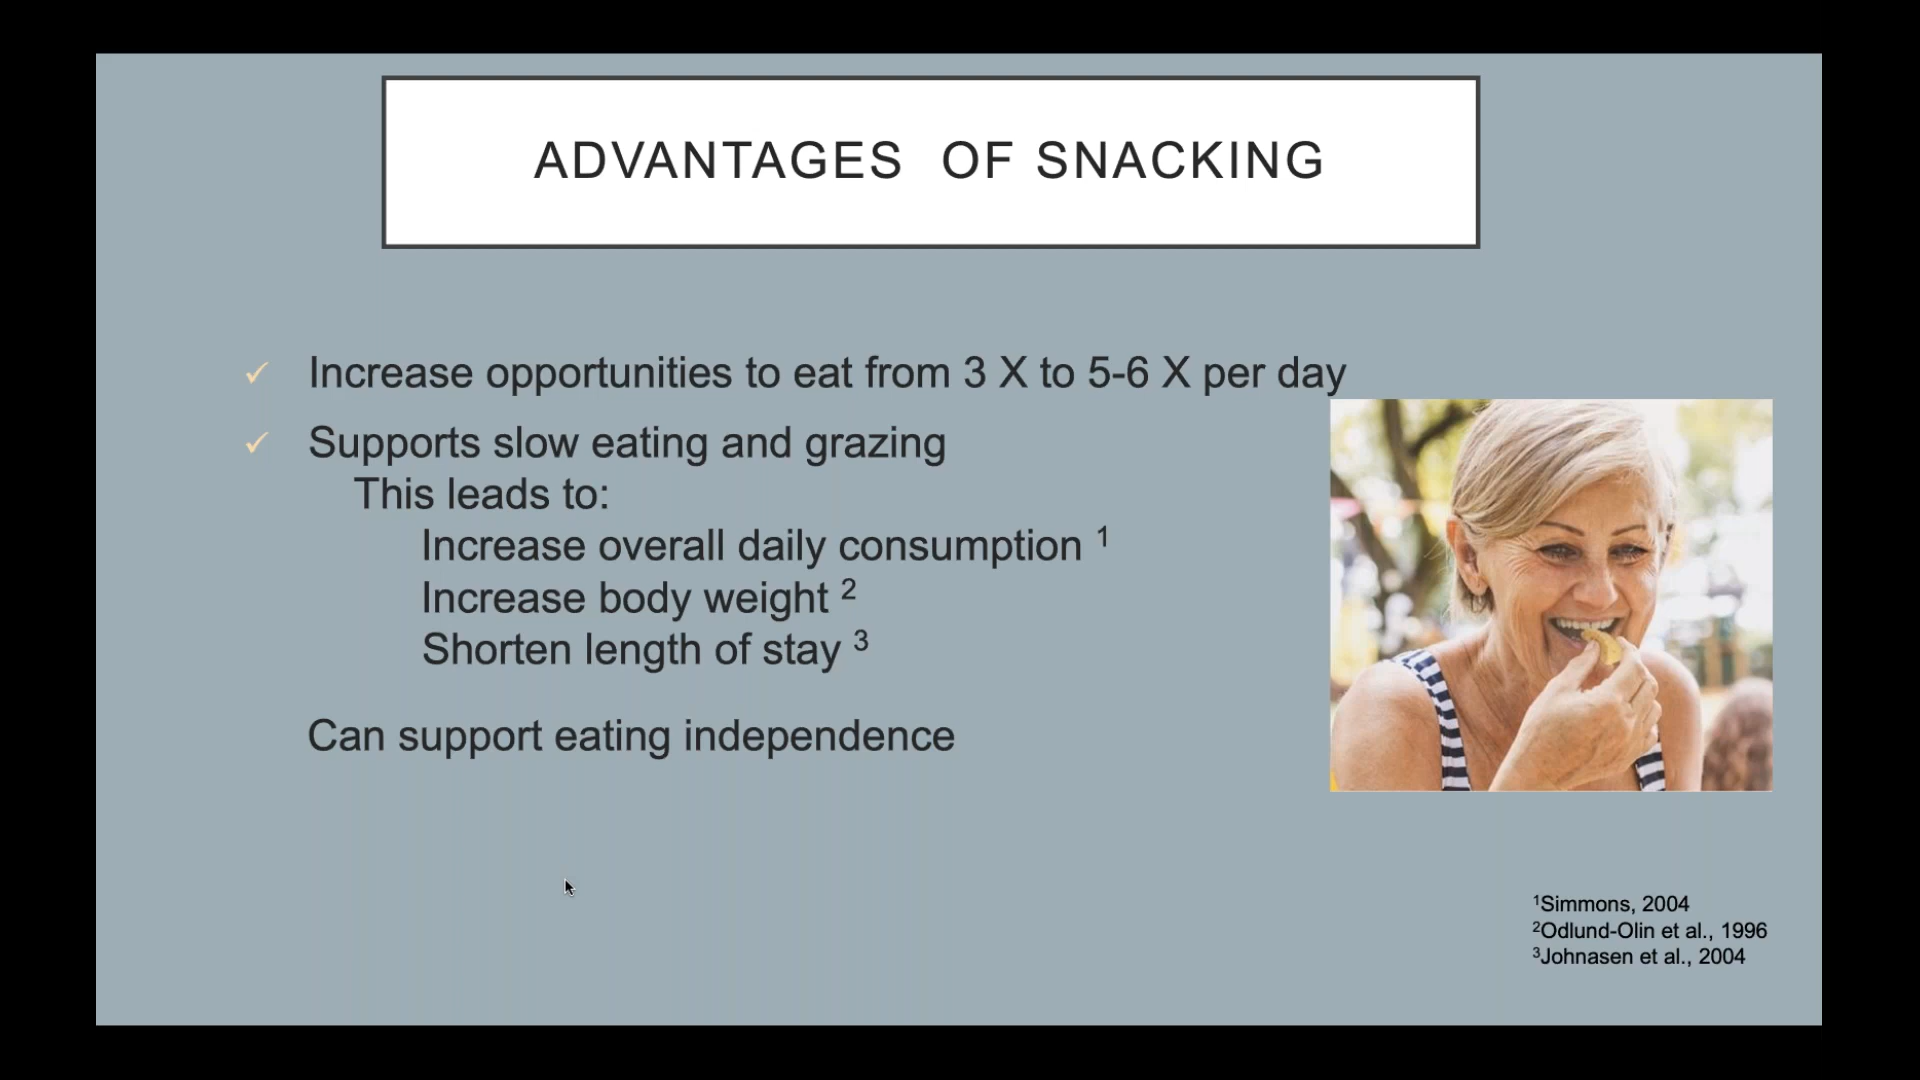 ADVANTAGES OF SNACKING
✓ Increase opportunities to eat from 3 X to 5-6 X per day
✓ Supports slow eating and grazing
This leads to:
Increase overall daily consumption ¹
Increase body weight ²
Shorten length of stay ³
Can support eating independence
¹Simmons, 2004
²Odlund-Olin et al., 1996
³Johnasen et al., 2004